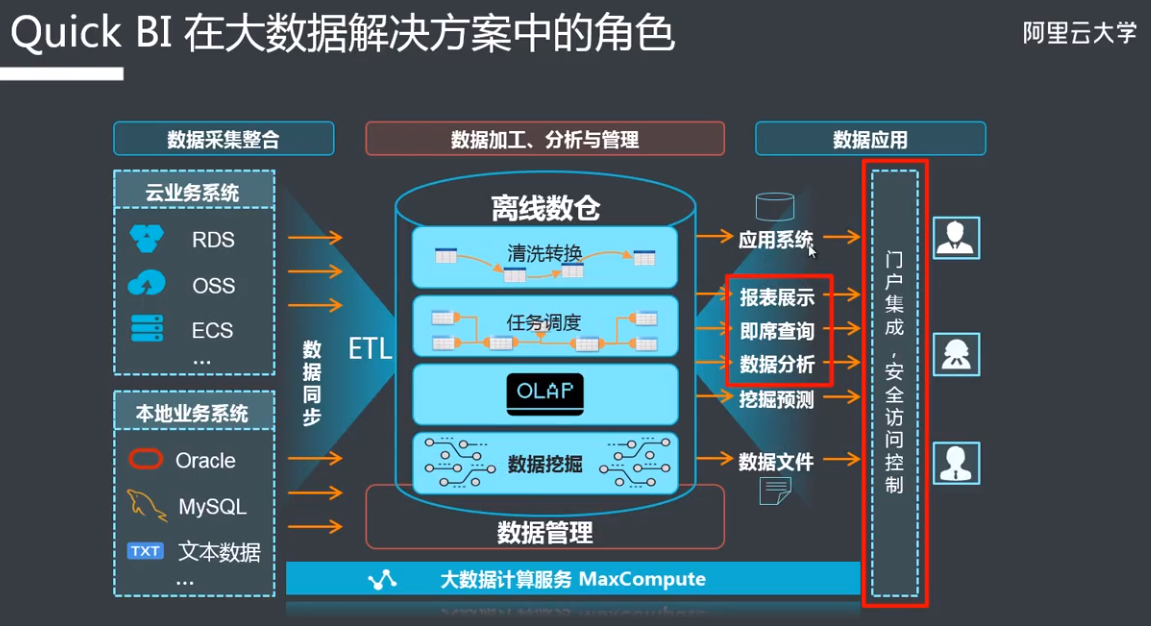 Quick BI 在大数据解决方案中的角色
阿里云大学
数据采集整合
数据加工、分析与管理
数据应用
云业务系统
RDS
OSS
ECS
...
本地业务系统
Oracle
MySQL
TXT 文本数据
...
数据同步
ETL
离线数仓
清洗转换
任务调度
OLAP
数据挖掘
数据管理
大数据计算服务 MaxCompute
应用系统
报表展示
即席查询
数据分析
挖掘预测
数据文件
门户集成,安全访问控制